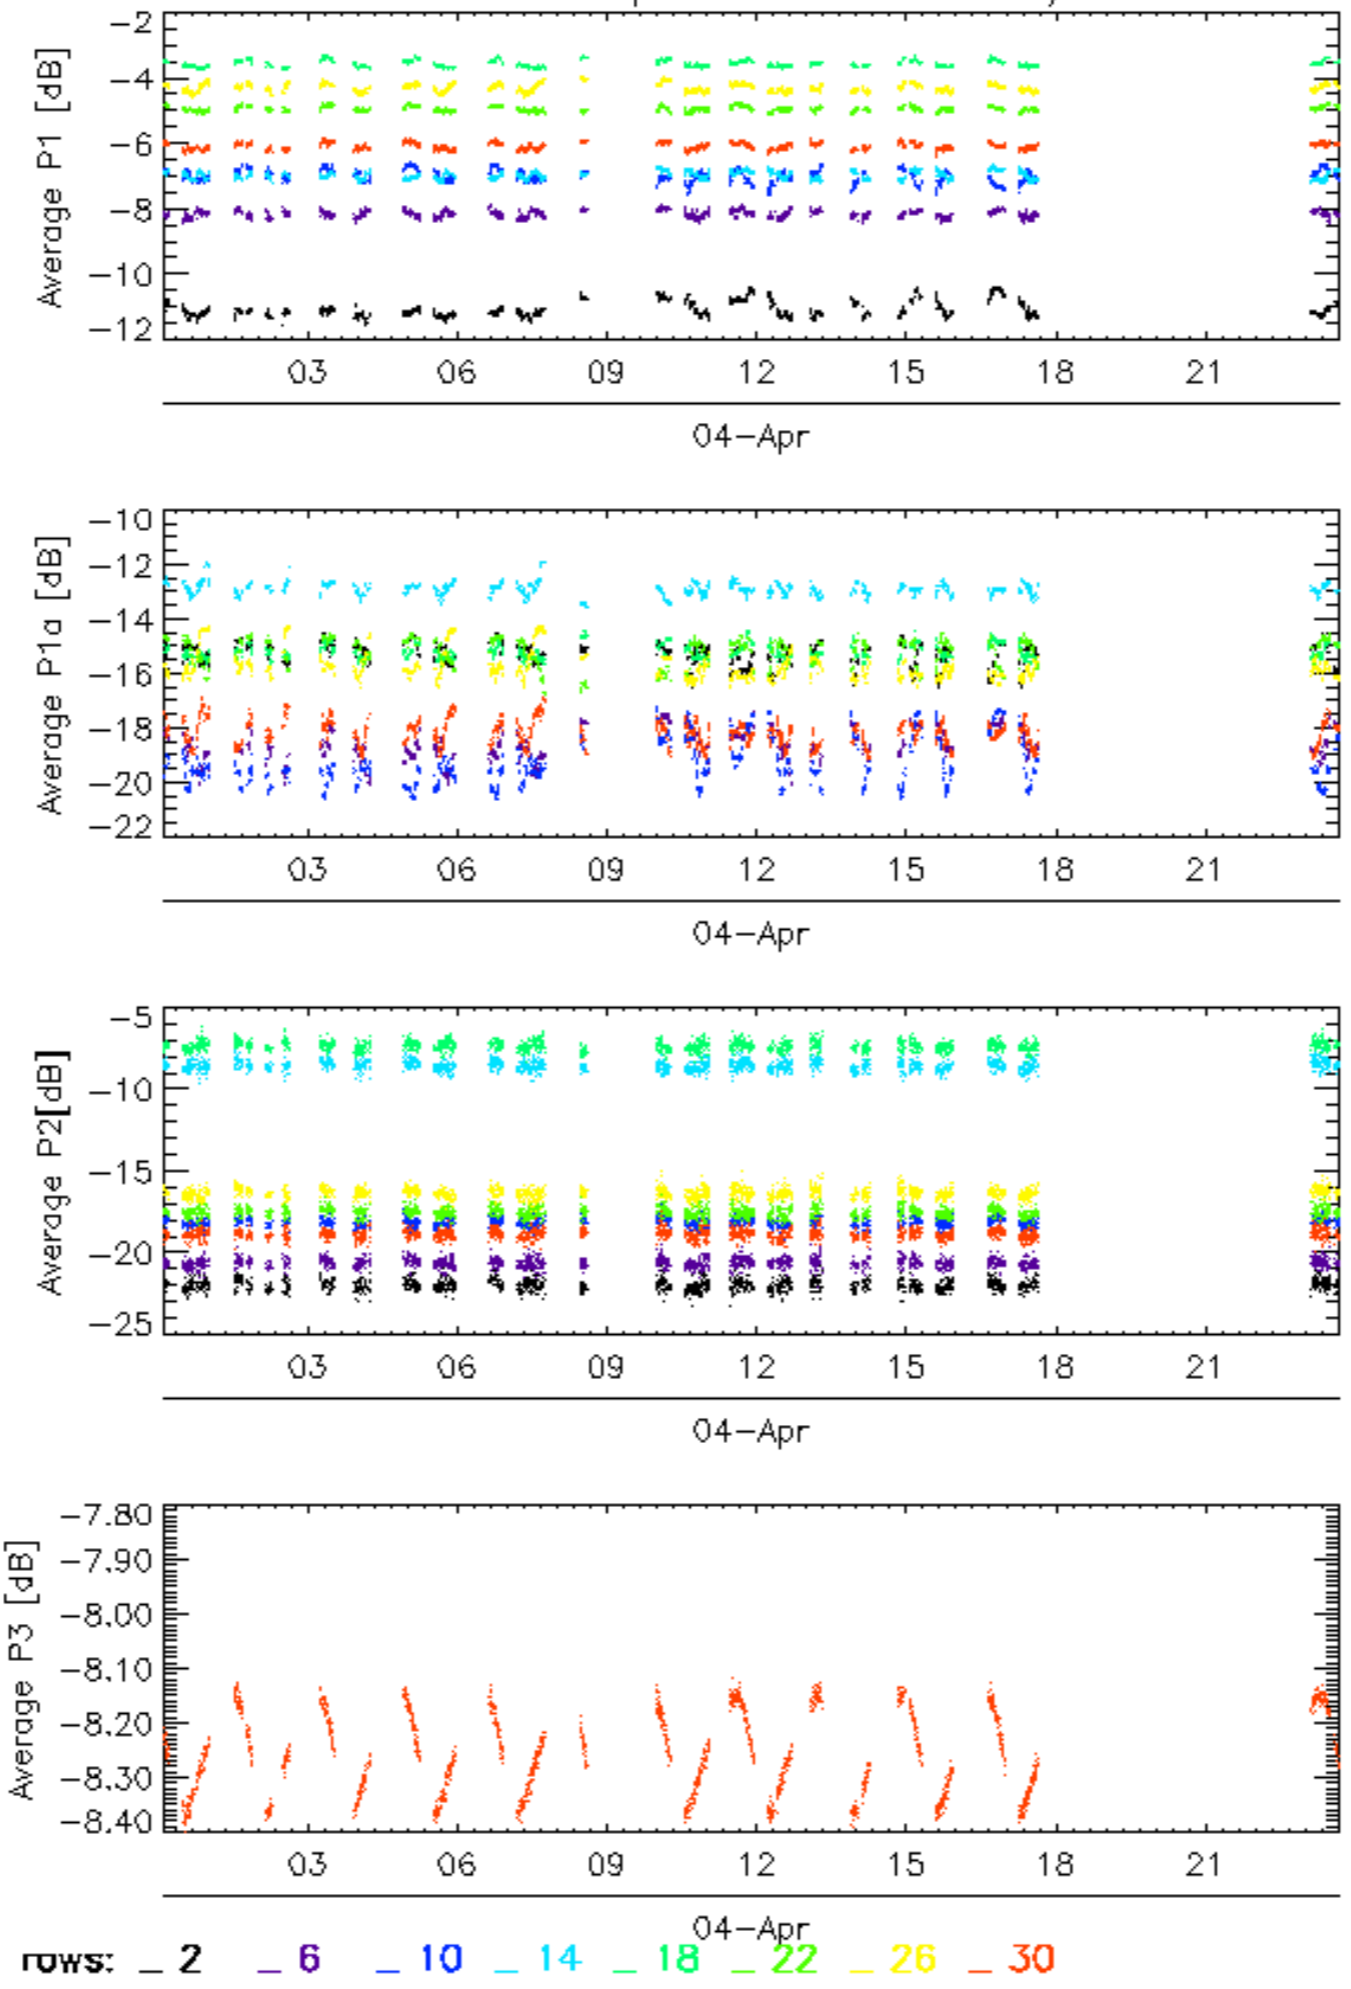 Average P1 [dB]
-2
-4
-6
-8
-10
-12
03 06 09 12 15 18 21
04-Apr
Average P1a [dB]
-10
-12
-14
-16
-18
-20
-22
03 06 09 12 15 18 21
04-Apr
Average P2[dB]
-5
-10
-15
-20
-25
03 06 09 12 15 18 21
04-Apr
Average P3 [dB]
-7.80
-7.90
-8.00
-8.10
-8.20
-8.30
-8.40
03 06 09 12 15 18 21
04-Apr
rows: _ 2 _ 6 _ 10 _ 14 _ 18 _ 22 _ 26 _ 30